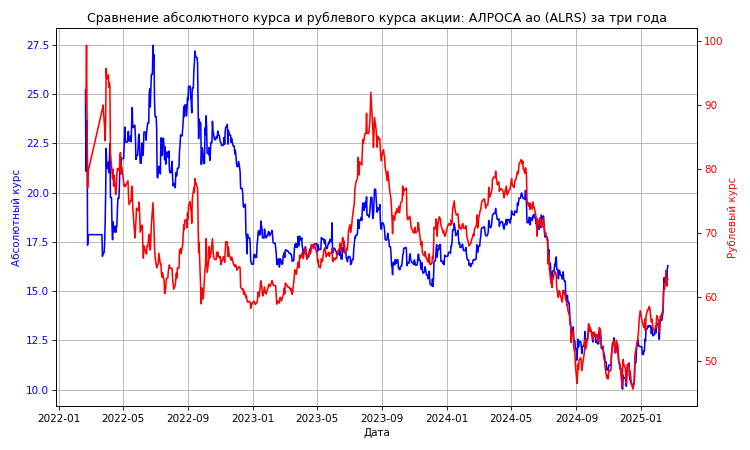 Сравнение абсолютного курса и рублевого курса акции: АЛРОСА ао (ALRS) за три года
27.5
25.0
22.5
20.0
17.5
15.0
12.5
10.0
Абсолютный курс
100
90
80
70
60
50
Рублевый курс
2022-01 2022-05 2022-09 2023-01 2023-05 2023-09 2024-01 2024-05 2024-09 2025-01
Дата